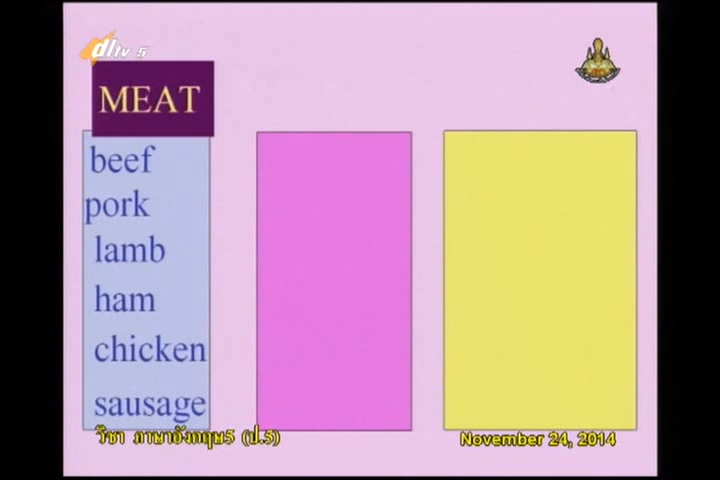 dltv 5
MEAT
beef
pork
lamb
ham
chicken
sausage
วิชา ภาษาอังกฤษ5 (ป.5)
November 24, 2014